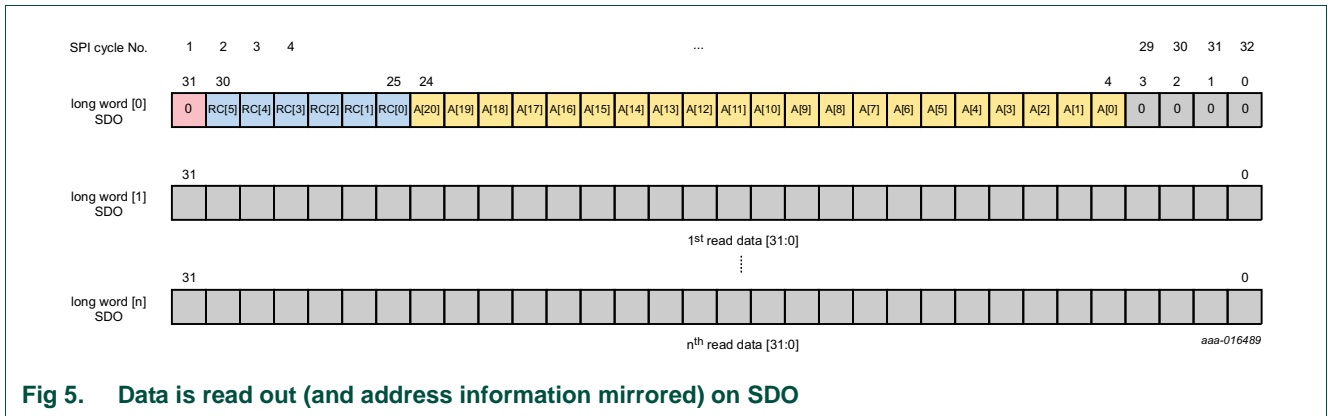 SPI cycle No. 1 2 3 4 ... 29 30 31 32
31 30 25 24 4 3 2 1 0
long word [0]
SDO
0 RC[5] RC[4] RC[3] RC[2] RC[1] RC[0] A[20] A[19] A[18] A[17] A[16] A[15] A[14] A[13] A[12] A[11] A[10] A[9] A[8] A[7] A[6] A[5] A[4] A[3] A[2] A[1] A[0] 0 0 0 0
31 0
long word [1]
SDO
1st read data [31:0]
31 0
long word [n]
SDO
nth read data [31:0]
aaa-016489
Fig 5. Data is read out (and address information mirrored) on SDO